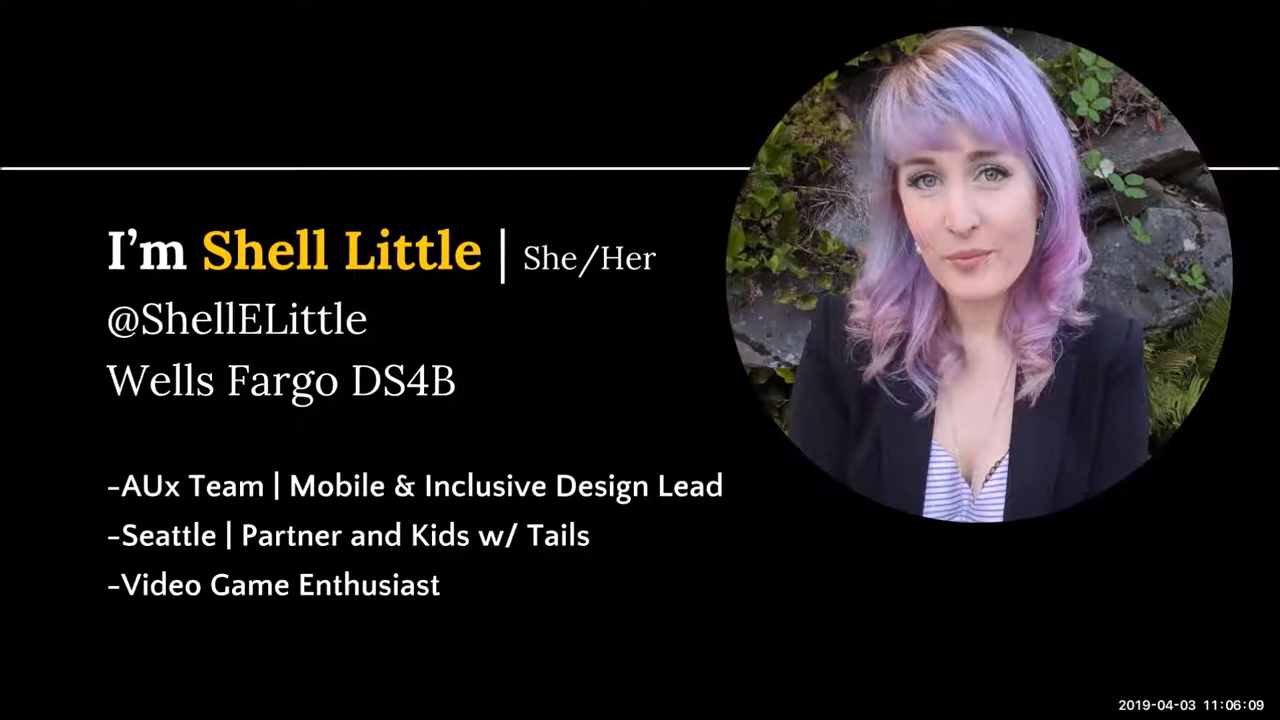 I’m Shell Little | She/Her
@ShellELittle
Wells Fargo DS4B
-AUx Team | Mobile & Inclusive Design Lead
-Seattle | Partner and Kids w/ Tails
-Video Game Enthusiast
2019-04-03 11:06:09